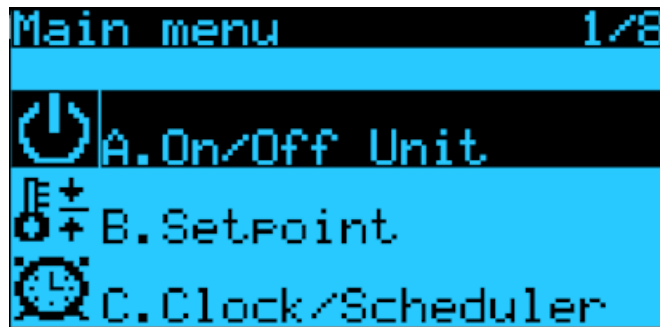 Main menu 1/8
A.On/Off Unit
B.Setpoint
C.Clock/Scheduler